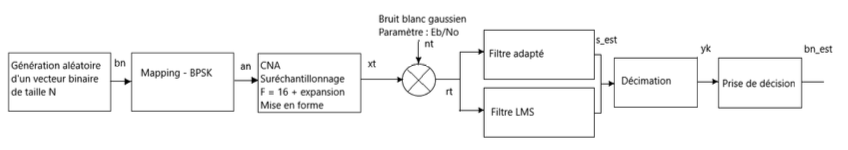 Bruit blanc gaussien
Paramètre : Eb/No
nt
Génération aléatoire
d'un vecteur binaire
de taille N
bn
Mapping - BPSK
an
CNA
Suréchantillonnage
F = 16 + expansion
Mise en forme
xt
rt
Filtre adapté
s_est
Filtre LMS
Décimation
yk
Prise de décision
bn_est